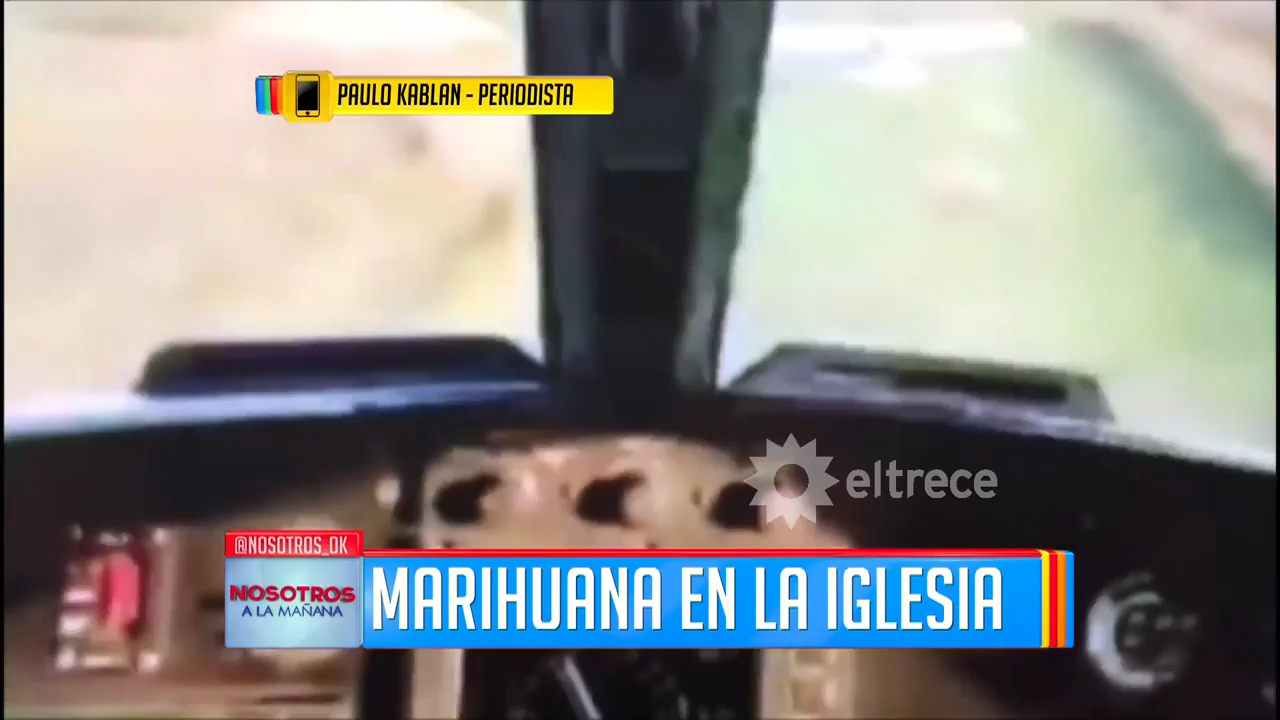 PAULO KABLAN - PERIODISTA
eltrece
@NOSOTROS_OK
NOSOTROS
A LA MAÑANA
MARIHUANA EN LA IGLESIA